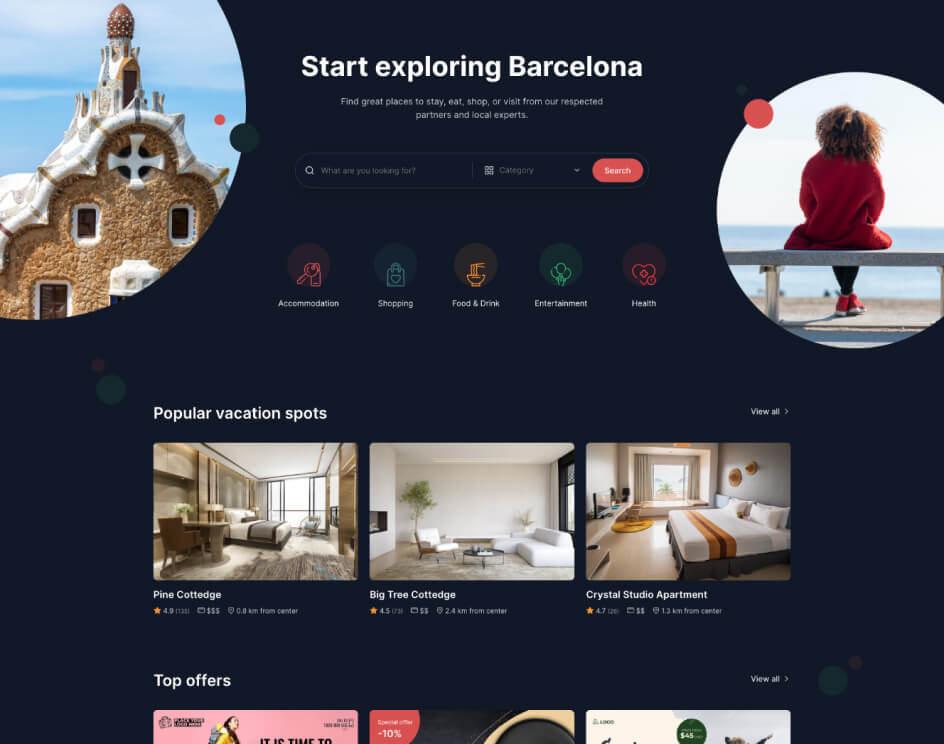 Start exploring Barcelona
Find great places to stay, eat, shop, or visit from our respected
partners and local experts.
What are you looking for?
Category
Search
Accommodation
Shopping
Food & Drink
Entertainment
Health
Popular vacation spots
View all
Pine Cottedge
4.9 (135) $$$ 0.8 km from center
Big Tree Cottedge
4.5 (73) $$ 2.4 km from center
Crystal Studio Apartment
4.7 (26) $$ 1.3 km from center
Top offers
View all
PLACE YOUR
LOGO HERE
IT IS TIME TO
Special offer
-10%
LOGO
$45